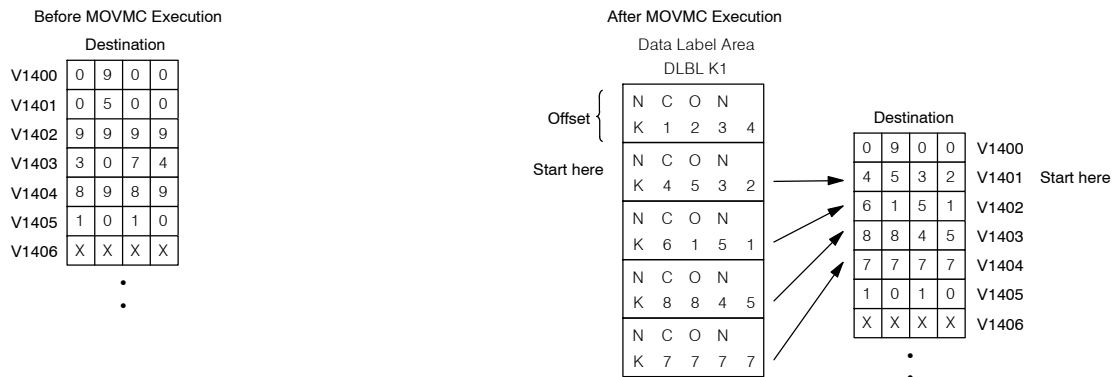 Before MOVMC Execution
Destination
V1400 0 9 0 0
V1401 0 5 0 0
V1402 9 9 9 9
V1403 3 0 7 4
V1404 8 9 8 9
V1405 1 0 1 0
V1406 X X X X
After MOVMC Execution
Data Label Area
DLBL K1
Offset
N C O N
K 1 2 3 4
Start here
N C O N
K 4 5 3 2
N C O N
K 6 1 5 1
N C O N
K 8 8 4 5
N C O N
K 7 7 7 7
Destination
0 9 0 0 V1400
4 5 3 2 V1401 Start here
6 1 5 1 V1402
8 8 4 5 V1403
7 7 7 7 V1404
1 0 1 0 V1405
X X X X V1406